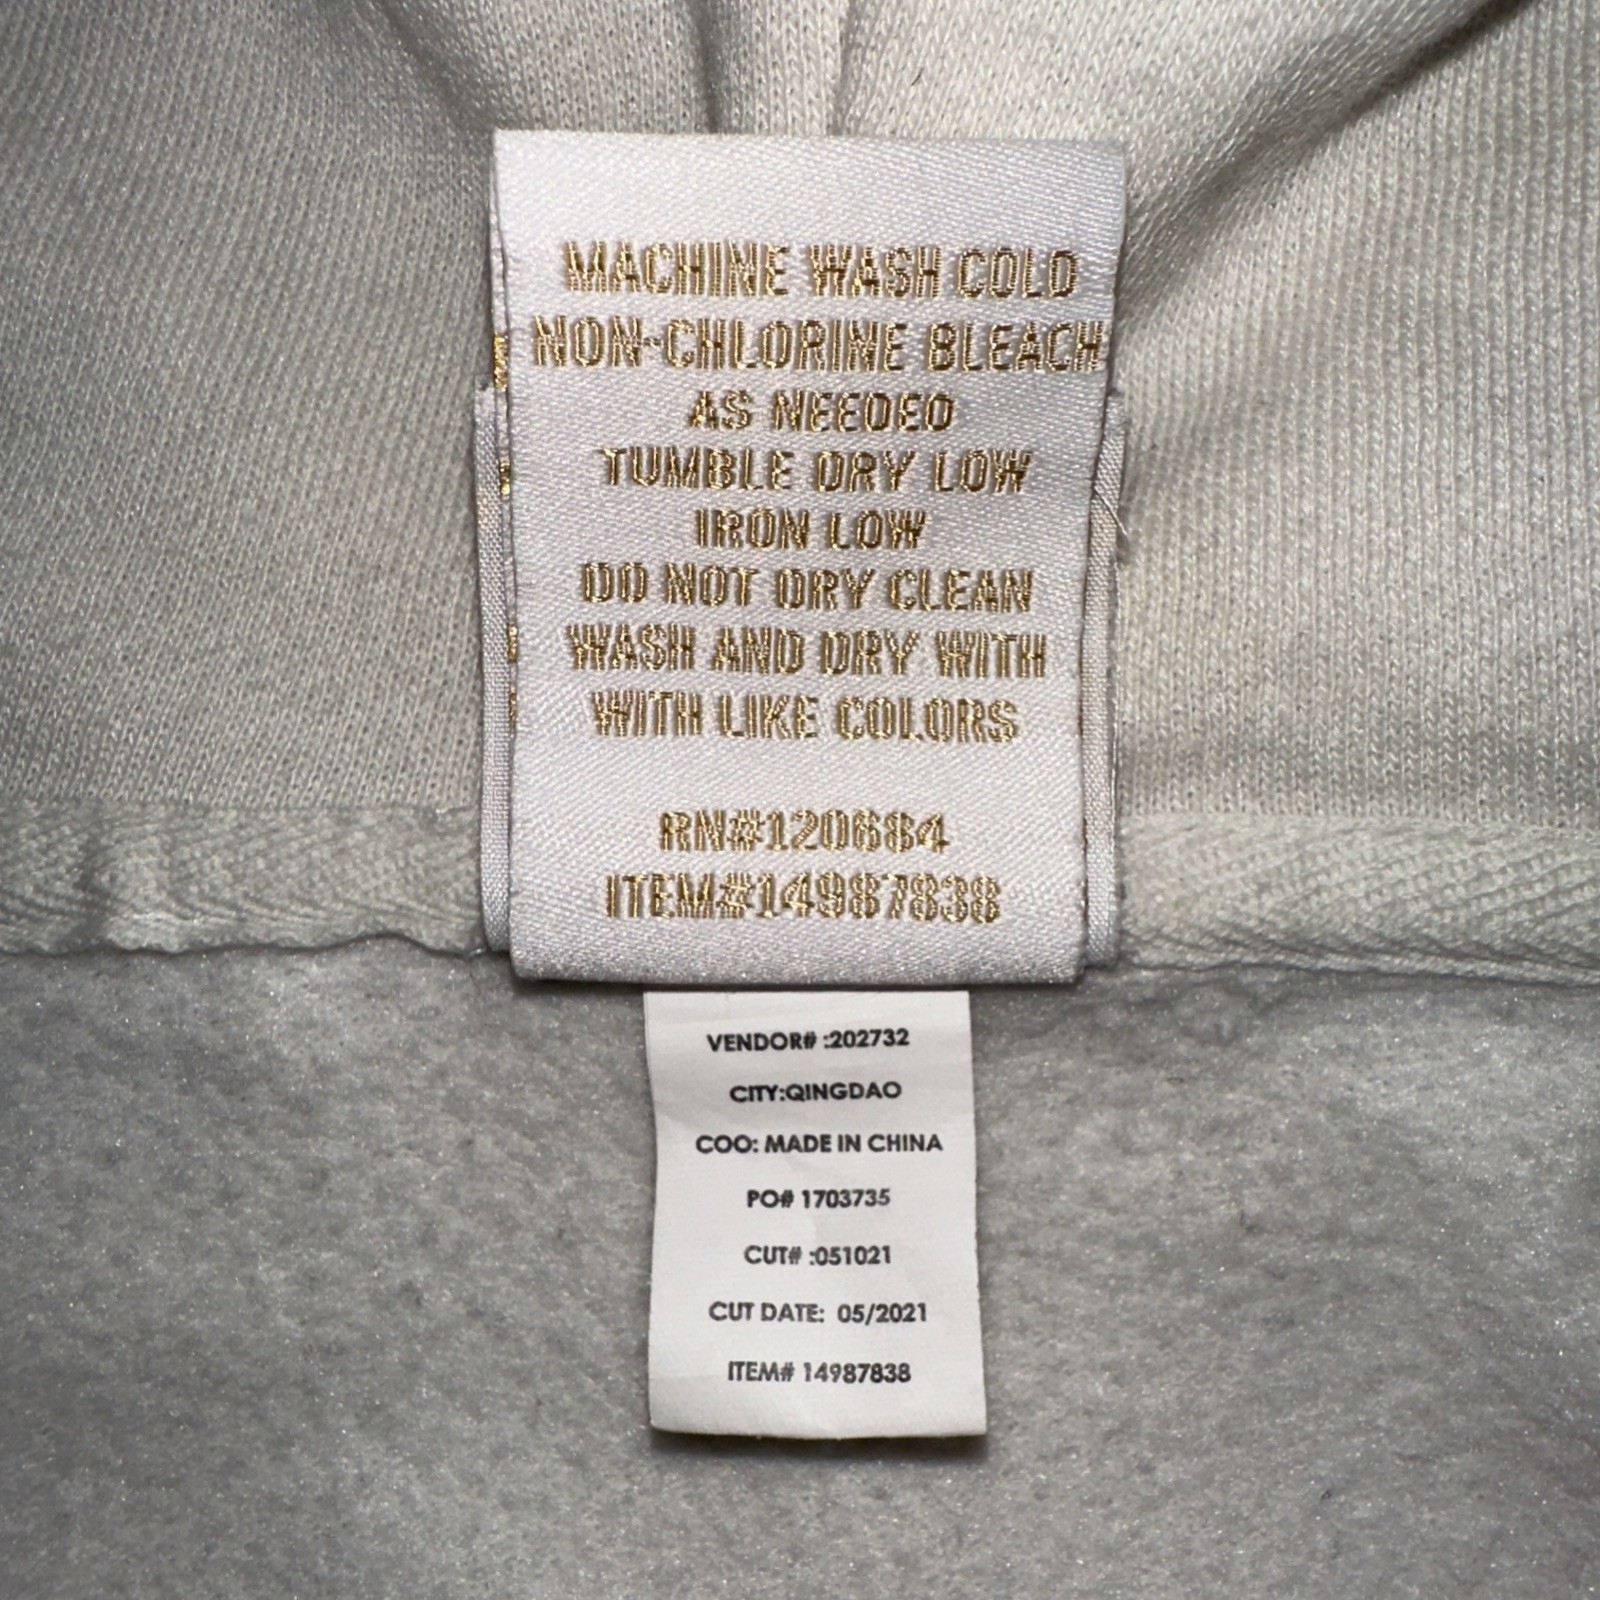 MACHINE WASH COLD
NON-CHLORINE BLEACH
AS NEEDED
TUMBLE DRY LOW
IRON LOW
DO NOT DRY CLEAN
WASH AND DRY WITH
WITH LIKE COLORS
RN#120684
ITEM#14987838
VENDOR# :202732
CITY:QINGDAO
COO: MADE IN CHINA
PO# 1703735
CUT# :051021
CUT DATE: 05/2021
ITEM# 14987838